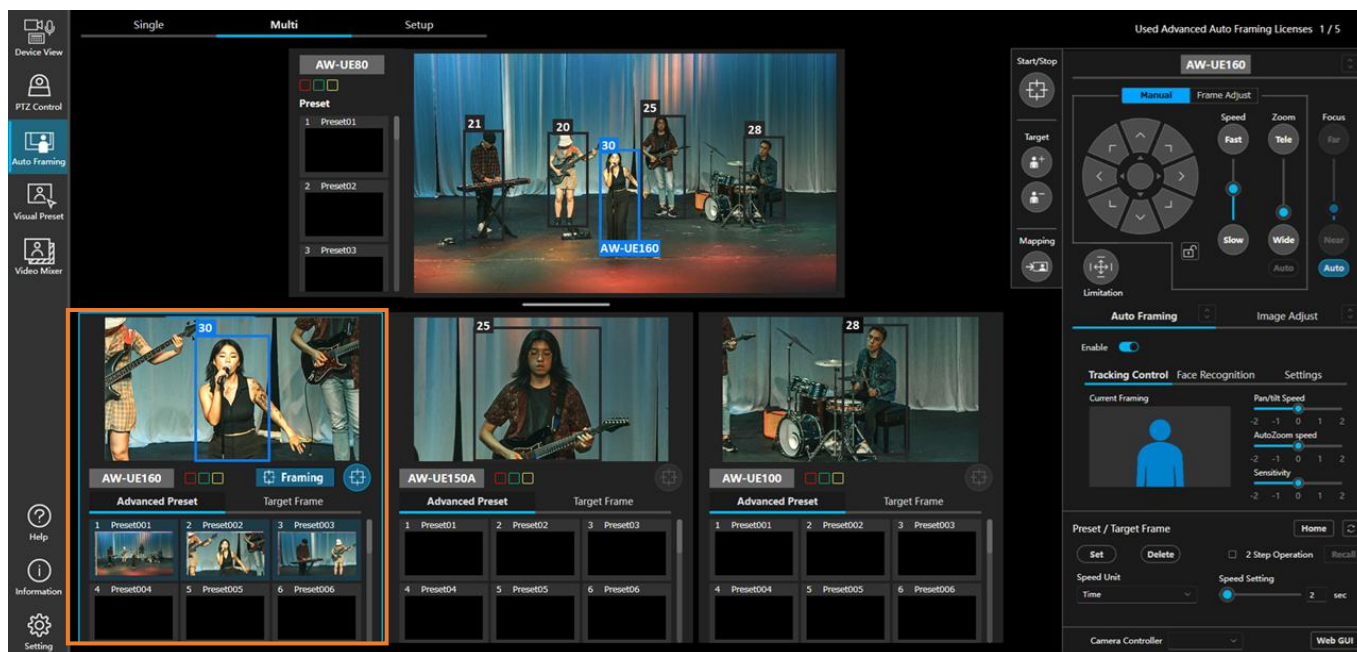 Single Multi Setup
Used Advanced Auto Framing Licenses 1 / 5
Device View
PTZ Control
Auto Framing
Visual Preset
Video Mixer
Help
Information
Setting
AW-UE80
Preset
1 Preset01
2 Preset02
3 Preset03
21
20
30
25
28
AW-UE160
Start/Stop
Target
Mapping
30
AW-UE160
Framing
Advanced Preset Target Frame
1 Preset001 2 Preset002 3 Preset003
4 Preset004 5 Preset005 6 Preset006
25
AW-UE150A
Advanced Preset Target Frame
1 Preset01 2 Preset02 3 Preset03
4 Preset04 5 Preset05 6 Preset06
28
AW-UE100
Advanced Preset Target Frame
1 Preset001 2 Preset002 3 Preset003
4 Preset004 5 Preset005 6 Preset006
AW-UE160
Manual Frame Adjust
Speed Zoom Focus
Fast Tele Far
Slow Wide Near
Auto Auto
Limitation
Auto Framing Image Adjust
Enable
Tracking Control Face Recognition Settings
Current Framing
Pan/tilt Speed
-2 -1 0 1 2
AutoZoom speed
-2 -1 0 1 2
Sensitivity
-2 -1 0 1 2
Preset / Target Frame Home
Set Delete 2 Step Operation Recall
Speed Unit Speed Setting
Time 2 sec
Camera Controller Web GUI